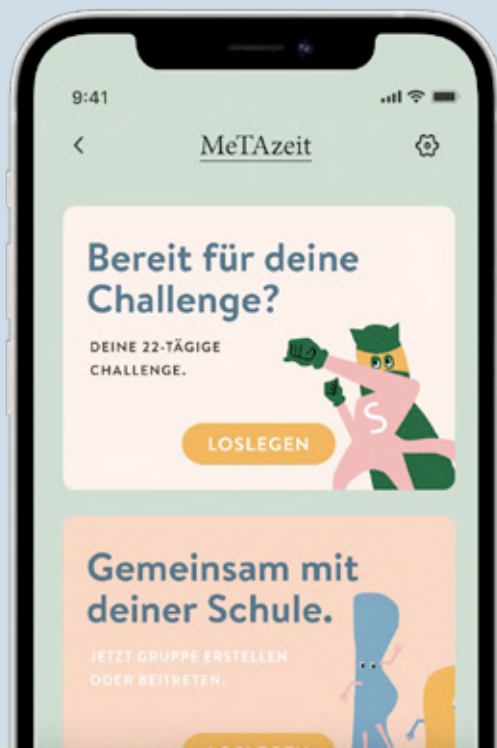 9:41
MeTAzeit
Bereit für deine
Challenge?
DEINE 22-TÄGIGE
CHALLENGE.
S
LOSLEGEN
Gemeinsam mit
deiner Schule.
JETZT GRUPPE ERSTELLEN
ODER BEITRETEN.
LOSLEGEN